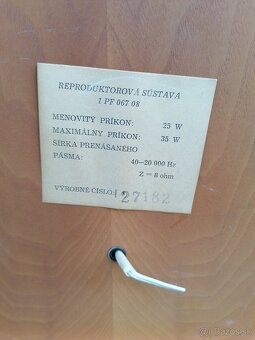 REPRODUKTOROVÁ SÚSTAVA
1 PF 067 08
MENOVITÝ PRÍKON: 25 W
MAXIMÁLNY PRÍKON: 35 W
ŠÍRKA PRENÁSANÉHO
PÁSMA: 40—20 000 Hz
Z = 8 ohm
VÝROBNÉ ČÍSLO: 27182